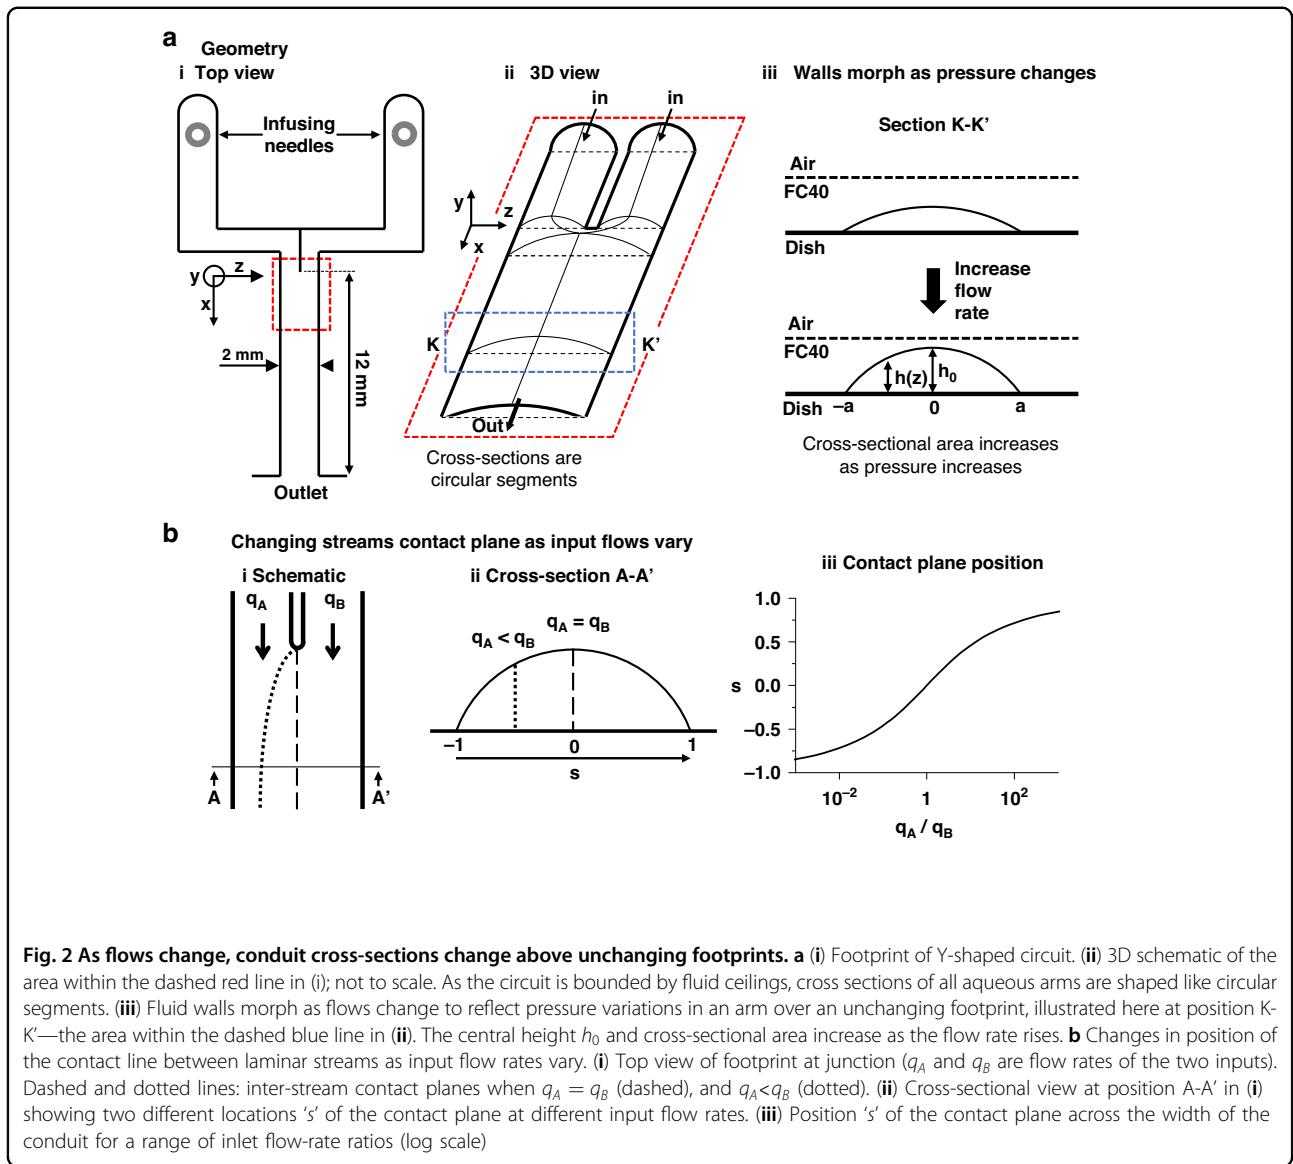 a
Geometry
i Top view
Infusing
needles
y
z
x
2 mm
12 mm
Outlet
ii 3D view
in
in
y
z
x
K
K’
Out
Cross-sections are
circular segments
iii Walls morph as pressure changes
Section K-K’
Air
FC40
Dish
Increase
flow
rate
Air
FC40
h(z)
h0
Dish
–a
0
a
Cross-sectional area increases
as pressure increases
b
Changing streams contact plane as input flows vary
i Schematic
qA
qB
A
A’
ii Cross-section A-A’
qA = qB
qA < qB
–1
0
1
s
iii Contact plane position
1.0
0.5
s
0.0
–0.5
–1.0
10–2
1
102
qA / qB
Fig. 2 As flows change, conduit cross-sections change above unchanging footprints. a (i) Footprint of Y-shaped circuit. (ii) 3D schematic of the
area within the dashed red line in (i); not to scale. As the circuit is bounded by fluid ceilings, cross sections of all aqueous arms are shaped like circular
segments. (iii) Fluid walls morph as flows change to reflect pressure variations in an arm over an unchanging footprint, illustrated here at position K-
K’—the area within the dashed blue line in (ii). The central height h0 and cross-sectional area increase as the flow rate rises. b Changes in position of
the contact line between laminar streams as input flow rates vary. (i) Top view of footprint at junction (qA and qB are flow rates of the two inputs).
Dashed and dotted lines: inter-stream contact planes when qA = qB (dashed), and qA<qB (dotted). (ii) Cross-sectional view at position A-A’ in (i)
showing two different locations ‘s’ of the contact plane at different input flow rates. (iii) Position ‘s’ of the contact plane across the width of the
conduit for a range of inlet flow-rate ratios (log scale)